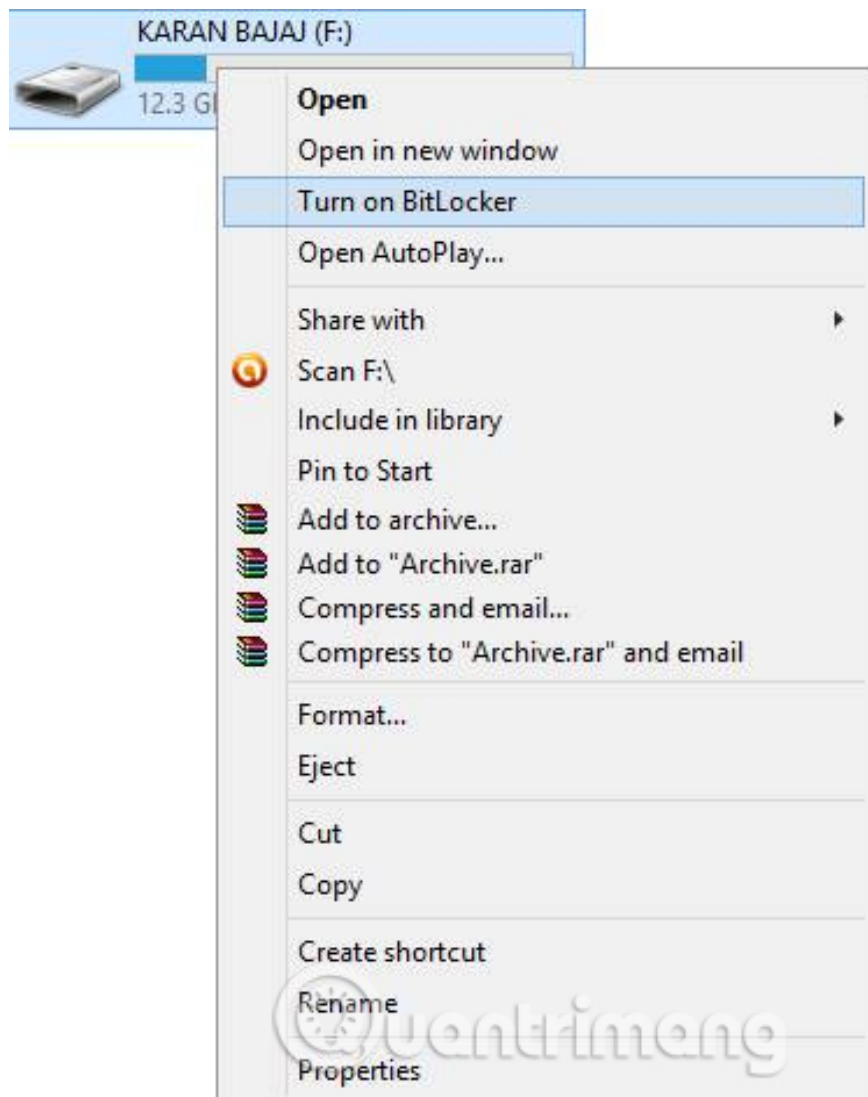 KARAN BAJAJ (F:)
12.3 G
Open
Open in new window
Turn on BitLocker
Open AutoPlay...
Share with
Scan F:\
Include in library
Pin to Start
Add to archive...
Add to "Archive.rar"
Compress and email...
Compress to "Archive.rar" and email
Format...
Eject
Cut
Copy
Create shortcut
Rename
Quantrimang
Properties